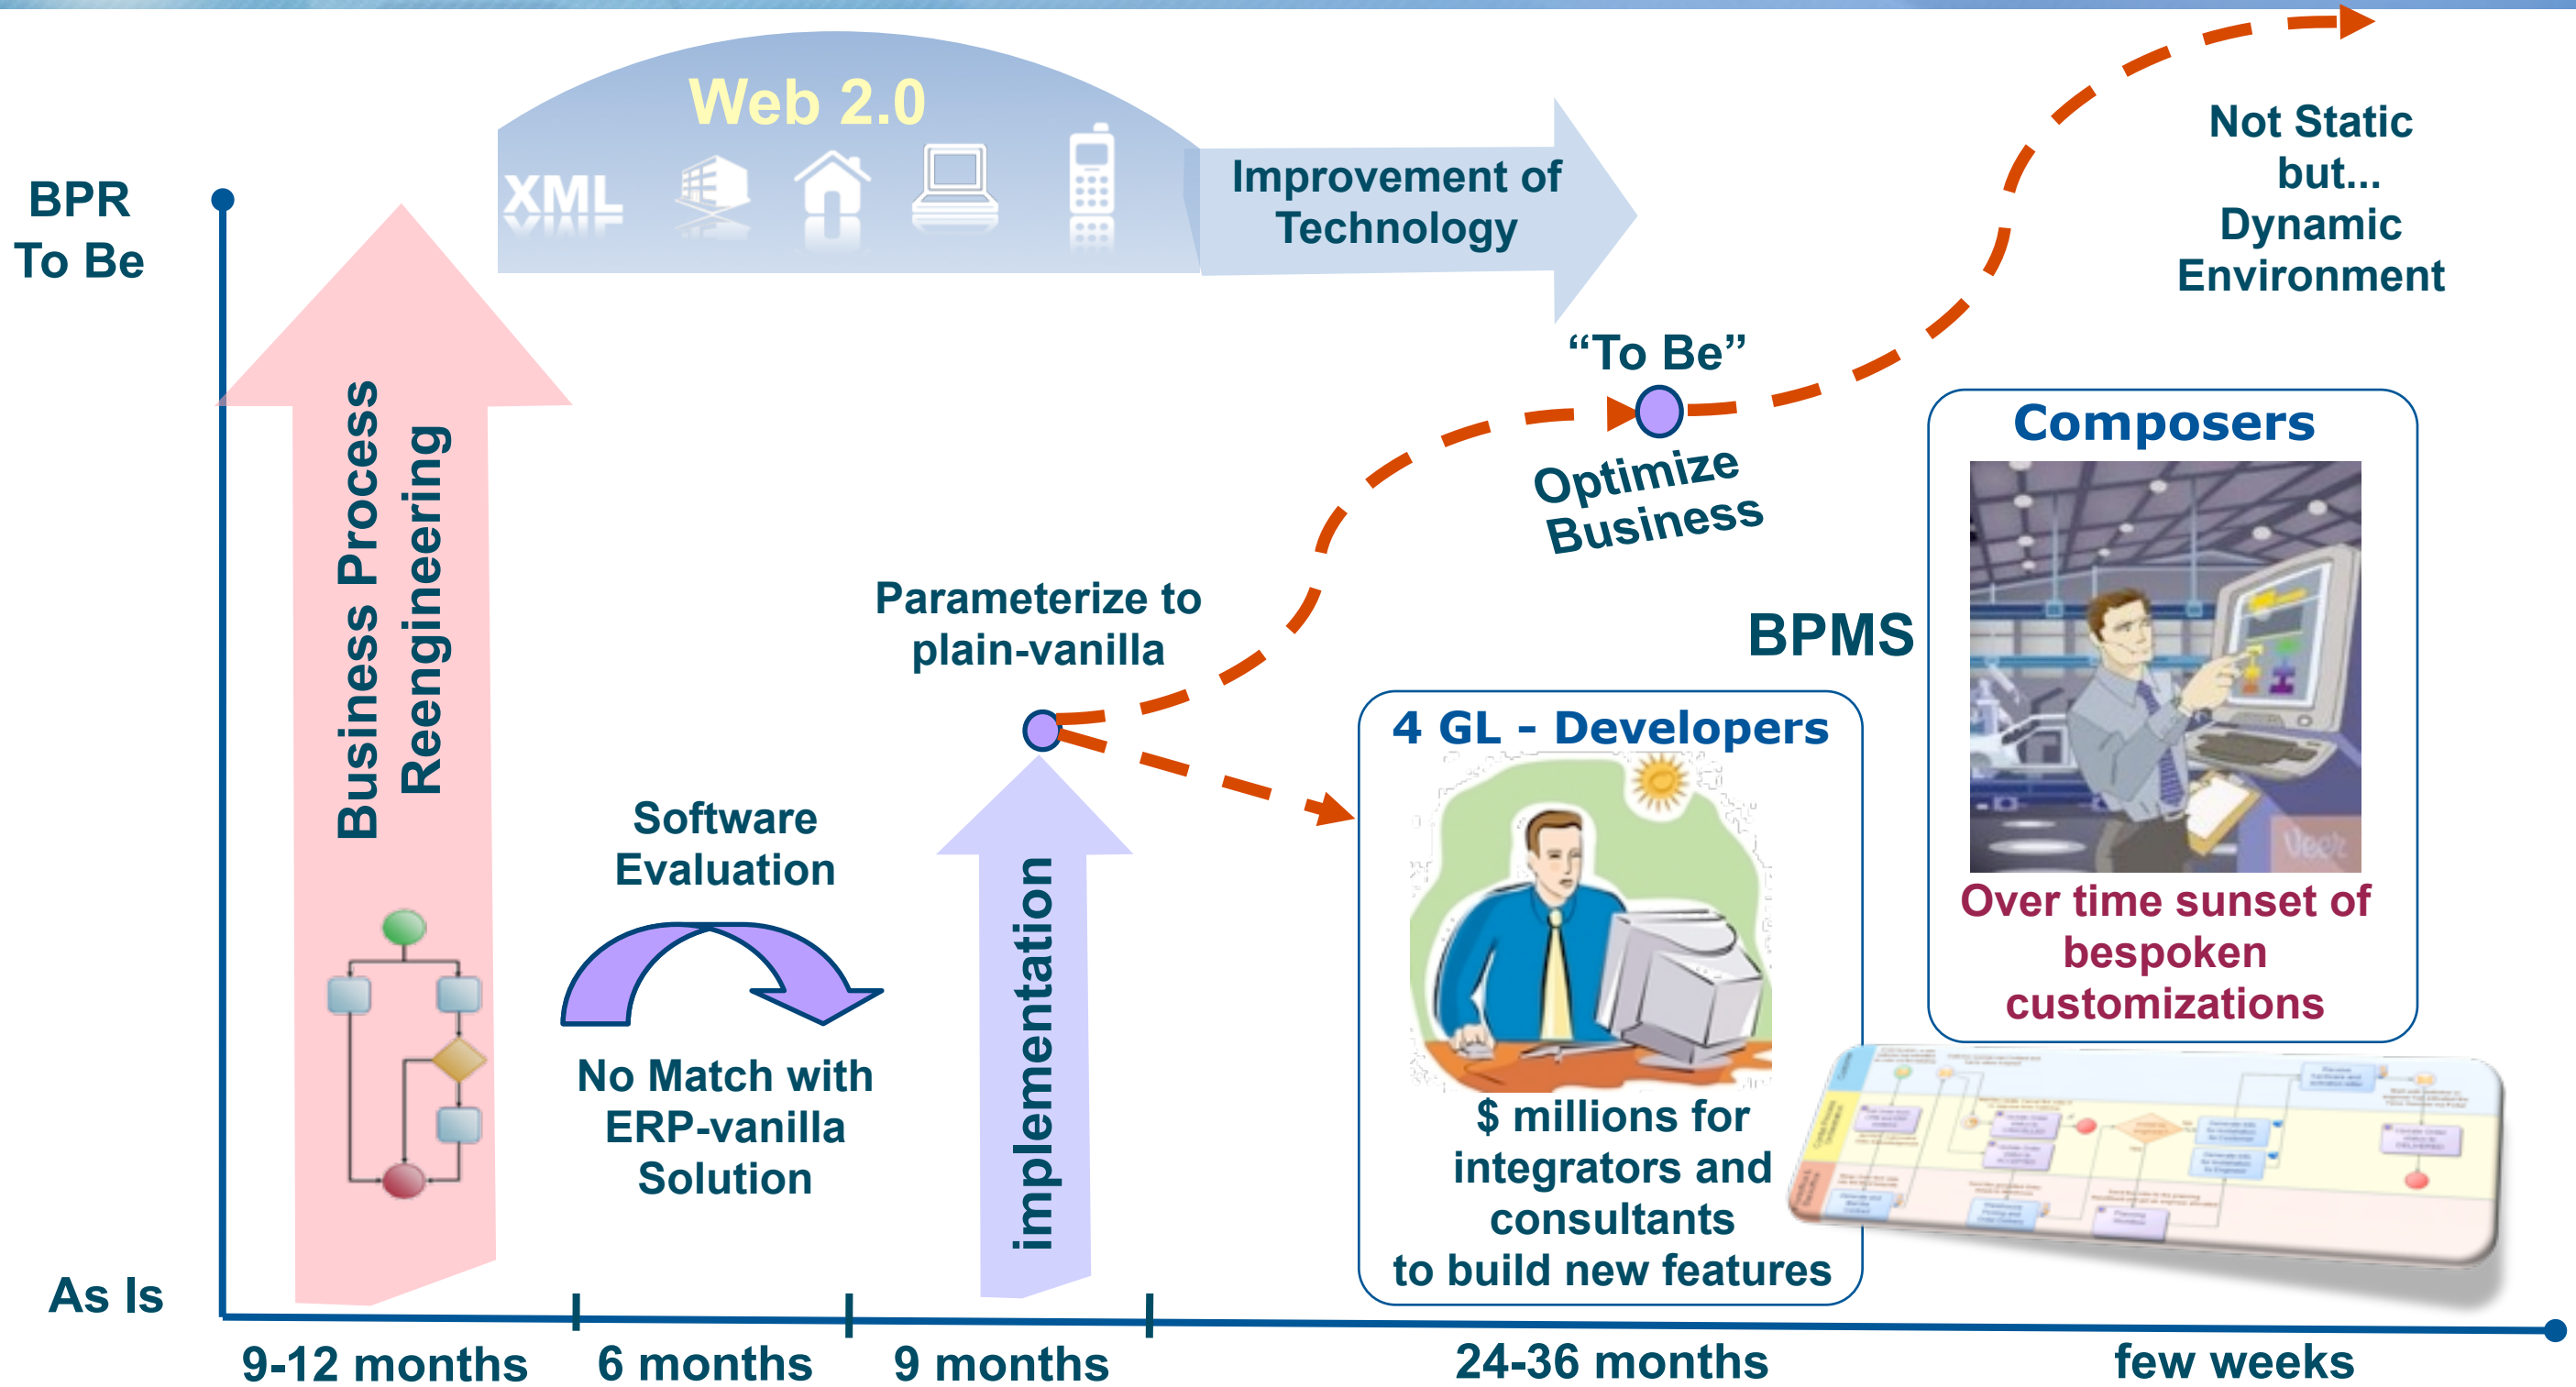 Web 2.0
XML
Improvement of
Technology
BPR
To Be
Not Static
but...
Dynamic
Environment
“To Be”
Optimize
Business
Business Process
Reengineering
Parameterize to
plain-vanilla
BPMS
Composers
Veer
Over time sunset of
bespoken
customizations
4 GL - Developers
$ millions for
integrators and
consultants
to build new features
Software
Evaluation
No Match with
ERP-vanilla
Solution
implementation
As Is
9-12 months
6 months
9 months
24-36 months
few weeks